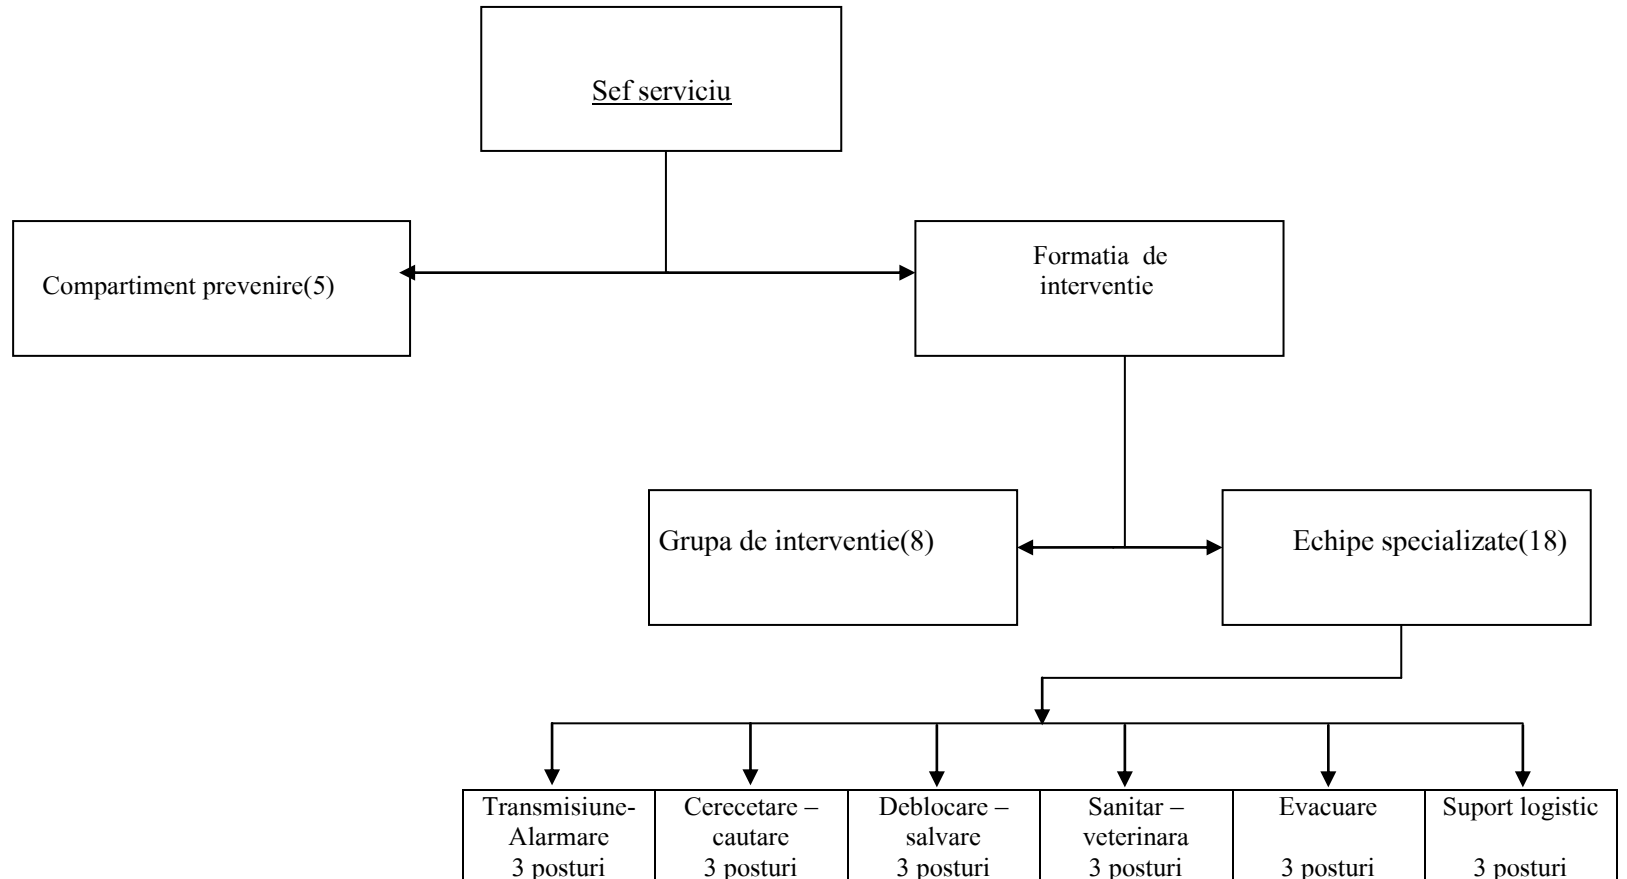 Sef serviciu
Compartiment prevenire(5)
Formatia de
interventie
Grupa de interventie(8)
Echipe specializate(18)
Transmisiune-
Alarmare
3 posturi
Cerecetare –
cautare
3 posturi
Deblocare –
salvare
3 posturi
Sanitar –
veterinara
3 posturi
Evacuare
3 posturi
Suport logistic
3 posturi